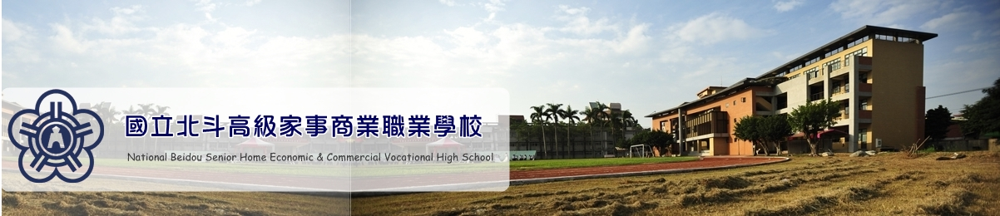 國立北斗高級家事商業職業學校
National Beidou Senior Home Economic & Commercial Vocational High School